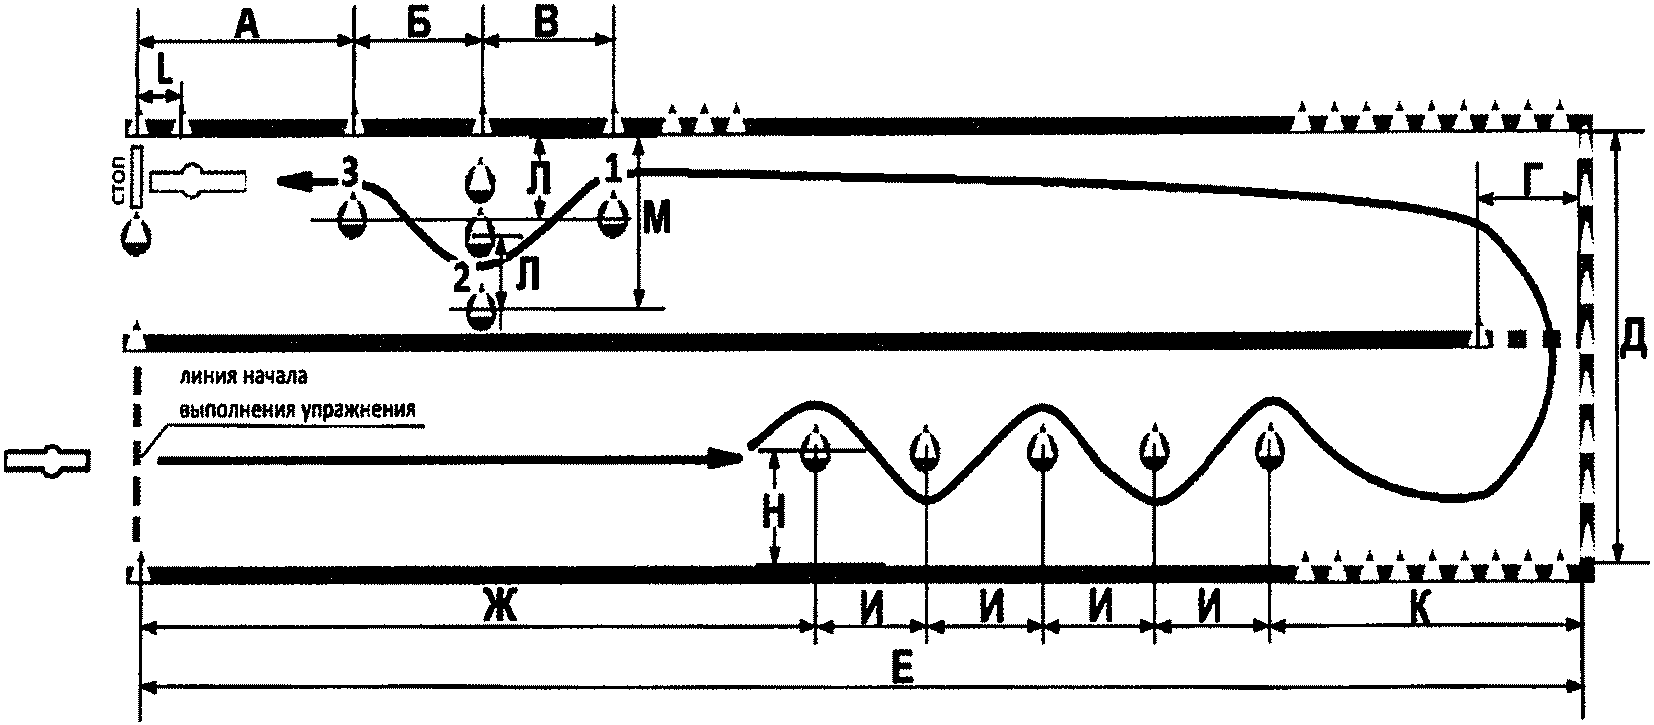 А Б В
L
СТОП
3 1
Л
М
Г
2 Л
Д
ЛИНИЯ НАЧАЛА
ВЫПОЛНЕНИЯ УПРАЖНЕНИЯ
Н
Ж И И И И К
Е